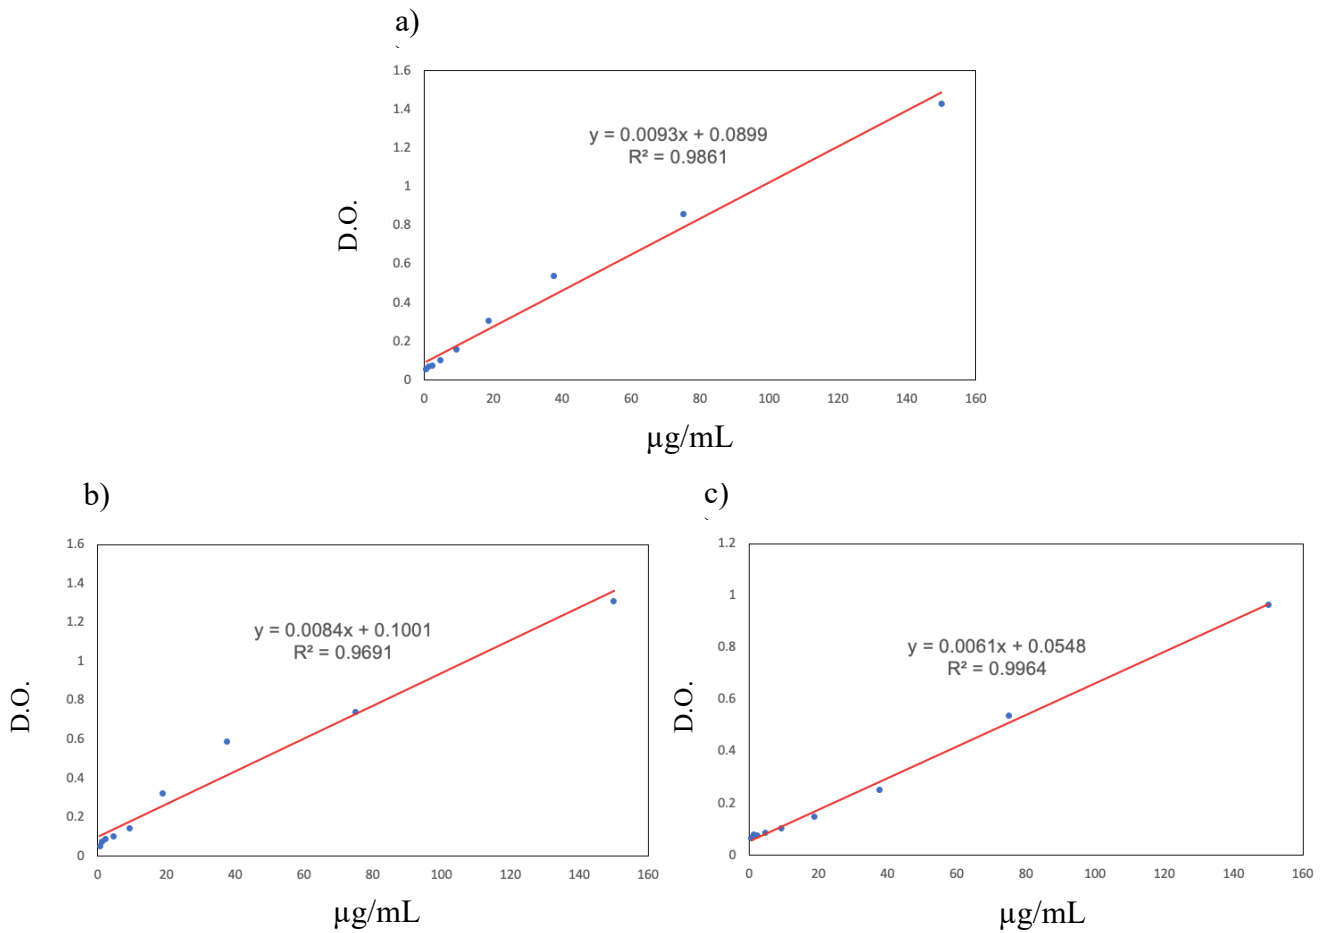 a)
1.6
1.4
1.2
1
0.8
0.6
0.4
0.2
0
y = 0.0093x + 0.0899
R² = 0.9861
D.O.
0 20 40 60 80 100 120 140 160
µg/mL
b)
1.6
1.4
1.2
1
0.8
0.6
0.4
0.2
0
y = 0.0084x + 0.1001
R² = 0.9691
D.O.
0 20 40 60 80 100 120 140 160
µg/mL
c)
1.2
1
0.8
0.6
0.4
0.2
0
y = 0.0061x + 0.0548
R² = 0.9964
D.O.
0 20 40 60 80 100 120 140 160
µg/mL